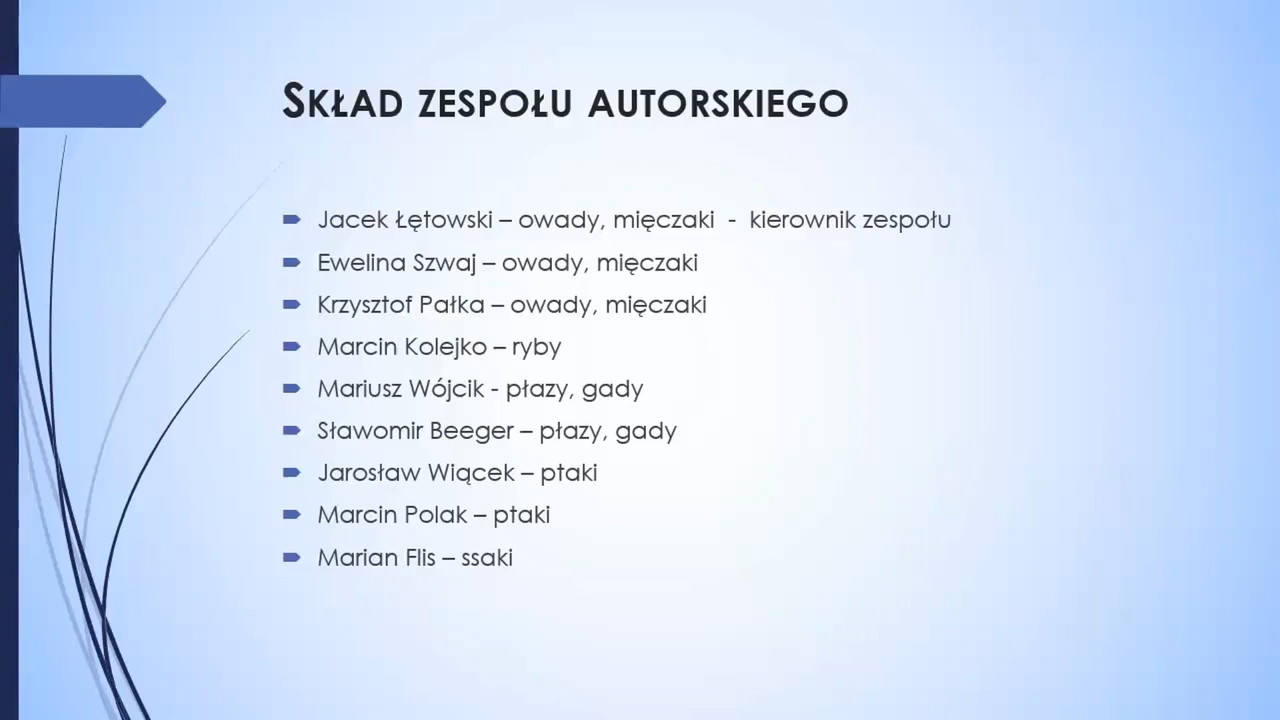 Skład zespołu autorskiego
Jacek Łętowski – owady, mięczaki - kierownik zespołu
Ewelina Szwaj – owady, mięczaki
Krzysztof Pałka – owady, mięczaki
Marcin Kolejko – ryby
Mariusz Wójcik - płazy, gady
Sławomir Beeger – płazy, gady
Jarosław Wiącek – ptaki
Marcin Polak – ptaki
Marian Flis – ssaki